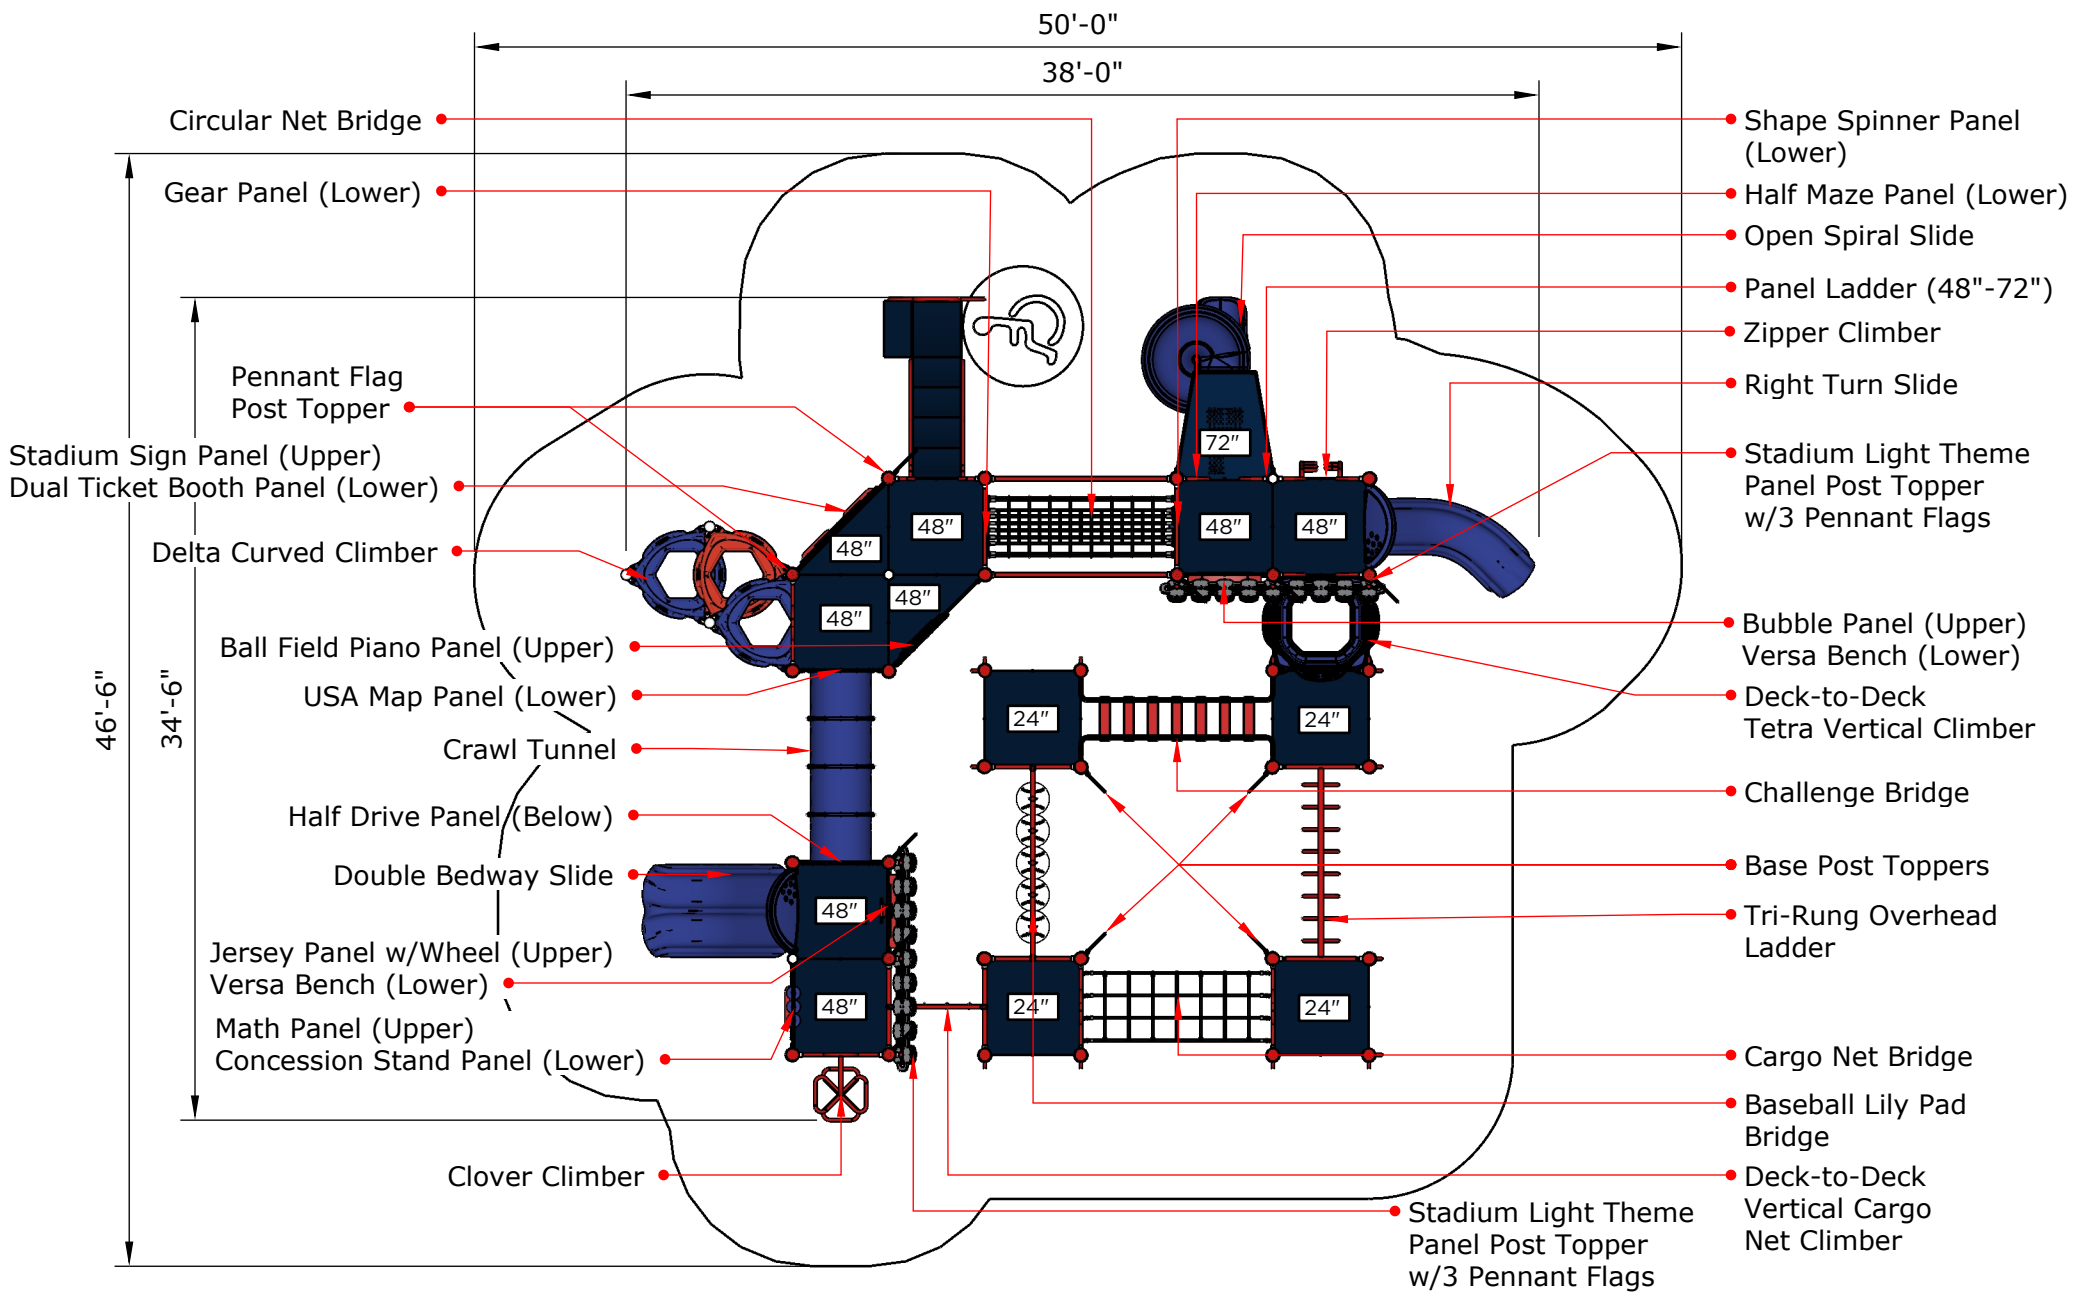 50'-0"
38'-0"
46'-6"
34'-6"
Circular Net Bridge
Gear Panel (Lower)
Pennant Flag
Post Topper
Stadium Sign Panel (Upper)
Dual Ticket Booth Panel (Lower)
Delta Curved Climber
Ball Field Piano Panel (Upper)
USA Map Panel (Lower)
Crawl Tunnel
Half Drive Panel (Below)
Double Bedway Slide
Jersey Panel w/Wheel (Upper)
Versa Bench (Lower)
Math Panel (Upper)
Concession Stand Panel (Lower)
Clover Climber
72"
48"
48"
48"
48"
48"
48"
24"
24"
48"
48"
24"
24"
Shape Spinner Panel
(Lower)
Half Maze Panel (Lower)
Open Spiral Slide
Panel Ladder (48"-72")
Zipper Climber
Right Turn Slide
Stadium Light Theme
Panel Post Topper
w/3 Pennant Flags
Bubble Panel (Upper)
Versa Bench (Lower)
Deck-to-Deck
Tetra Vertical Climber
Challenge Bridge
Base Post Toppers
Tri-Rung Overhead
Ladder
Cargo Net Bridge
Baseball Lily Pad
Bridge
Deck-to-Deck
Vertical Cargo
Net Climber
Stadium Light Theme
Panel Post Topper
w/3 Pennant Flags